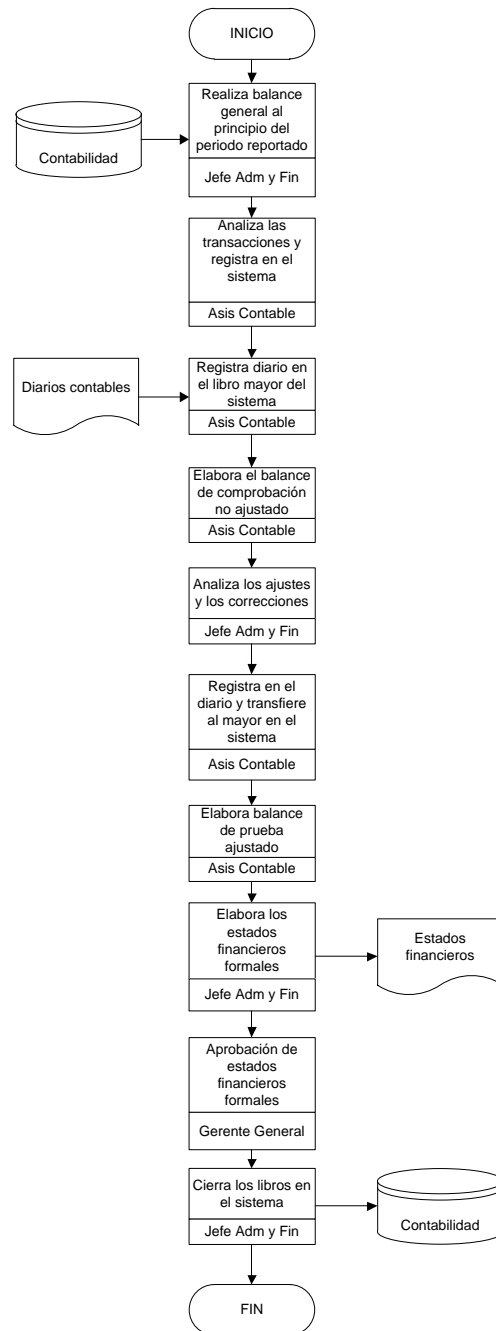 INICIO
Realiza balance
general al
principio del
periodo reportado
Jefe Adm y Fin
Contabilidad
Analiza las
transacciones y
registra en el
sistema
Asis Contable
Registra diario en
el libro mayor del
sistema
Asis Contable
Diarios contables
Elabora el balance
de comprobación
no ajustado
Asis Contable
Analiza los ajustes
y los correcciones
Jefe Adm y Fin
Registra en el
diario y transfiere
al mayor en el
sistema
Asis Contable
Elabora balance
de prueba
ajustado
Asis Contable
Elabora los
estados
financieros
formales
Jefe Adm y Fin
Estados
financieros
Aprobación de
estados
financieros
formales
Gerente General
Cierra los libros en
el sistema
Jefe Adm y Fin
Contabilidad
FIN